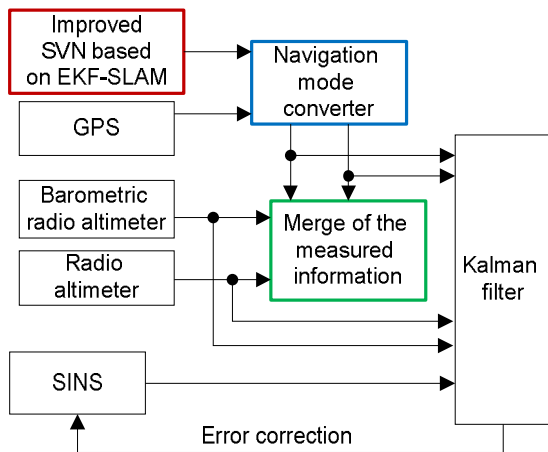 Improved
SVN based
on EKF-SLAM
Navigation
mode
converter
GPS
Barometric
radio altimeter
Merge of the
measured
information
Radio
altimeter
Kalman
filter
SINS
Error correction